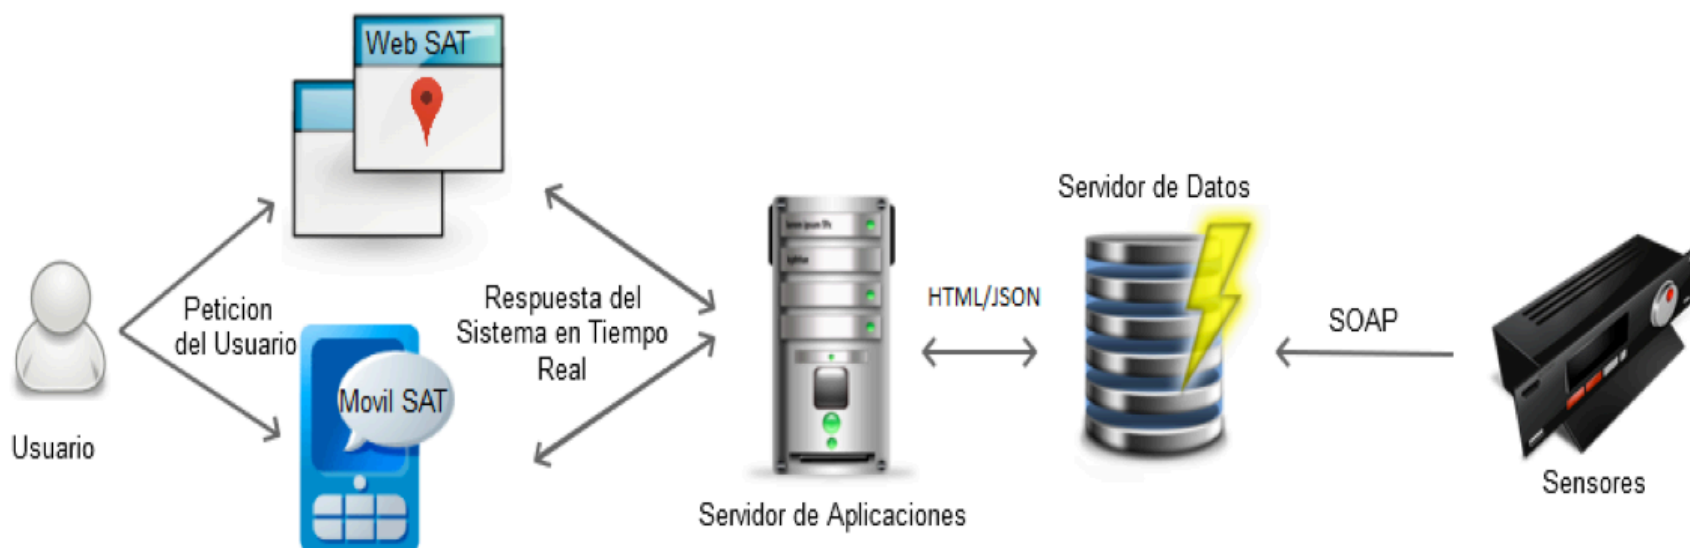 Web SAT
Peticion
del Usuario
Movil SAT
Usuario
Respuesta del
Sistema en Tiempo
Real
Servidor de Aplicaciones
HTML/JSON
Servidor de Datos
SOAP
Sensores